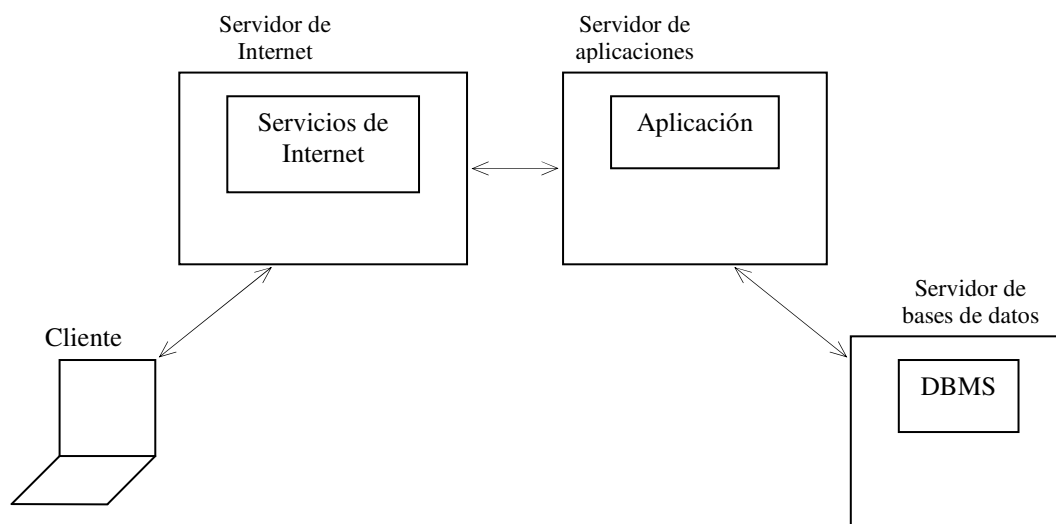 Servidor de
Internet
Servidor de
aplicaciones
Servicios de
Internet
Aplicación
Servidor de
bases de datos
Cliente
DBMS